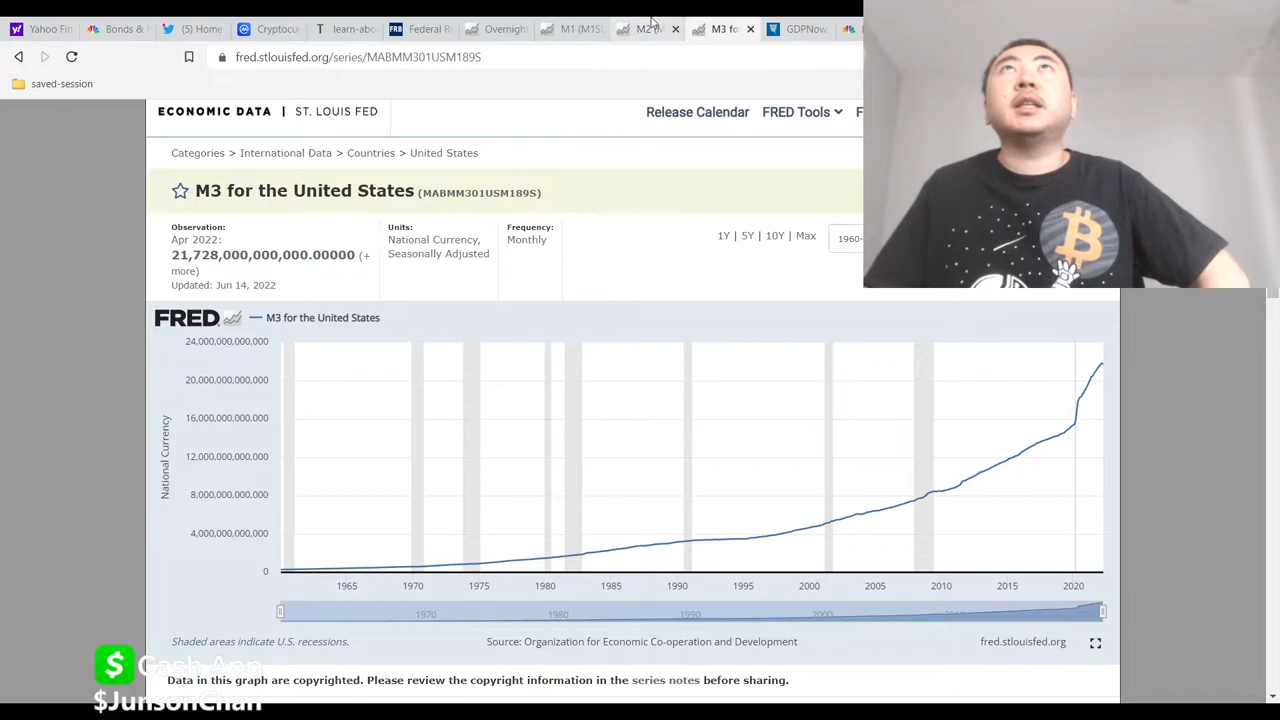 Yahoo Fin
Bonds &
(5) Home
Cryptocur
learn-abo
Federal R
Overnight
M1 (M1SL
M2 (M
M3 fo
GDPNow
fred.stlouisfed.org/series/MABMM301USM189S
saved-session
ECONOMIC DATA | ST. LOUIS FED
Release Calendar FRED Tools F
Categories > International Data > Countries > United States
M3 for the United States (MABMM301USM189S)
Observation:
Apr 2022:
21,728,000,000,000.00000 (+
more)
Updated: Jun 14, 2022
Units:
National Currency,
Seasonally Adjusted
Frequency:
Monthly
1Y | 5Y | 10Y | Max
1960-
FRED
M3 for the United States
24,000,000,000,000
20,000,000,000,000
16,000,000,000,000
12,000,000,000,000
8,000,000,000,000
4,000,000,000,000
0
National Currency
1965 1970 1975 1980 1985 1990 1995 2000 2005 2010 2015 2020
1970 1980 1990 2000 2010
Shaded areas indicate U.S. recessions.
Source: Organization for Economic Co-operation and Development
fred.stlouisfed.org
Data in this graph are copyrighted. Please review the copyright information in the series notes before sharing.
Cash App
$JunsonChan